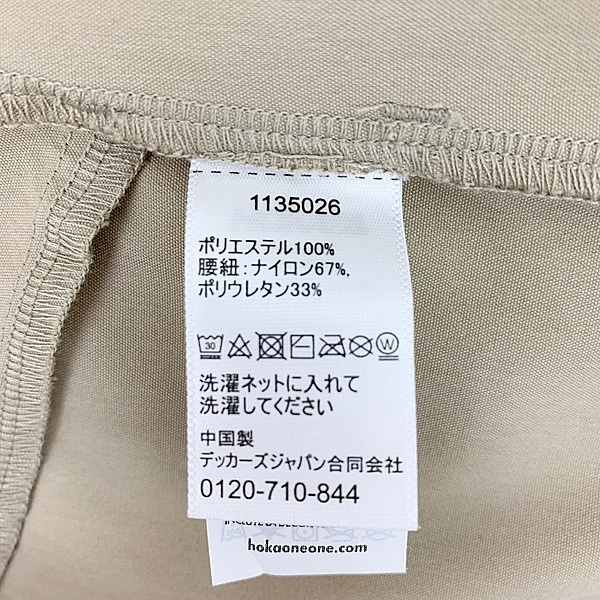 1135026
ポリエステル100%
腰紐:ナイロン67%,
ポリウレタン33%
30 W
洗濯ネットに入れて
洗濯してください
中国製
デッカーズジャパン合同会社
0120-710-844
hokaoneone.com